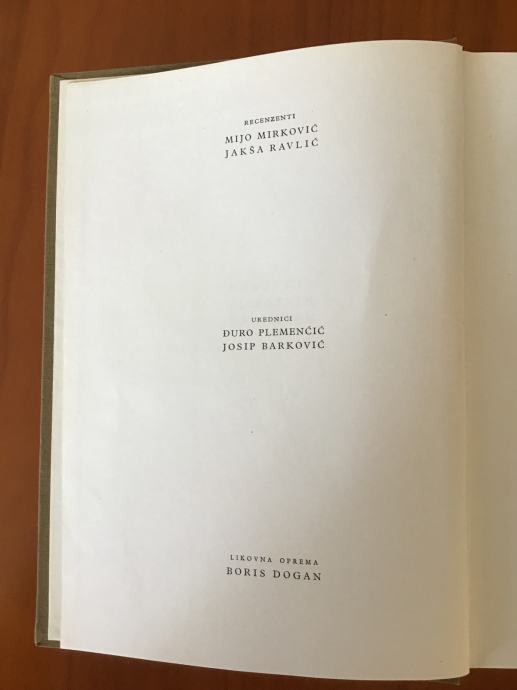 RECENZENTI
MIJO MIRKOVIĆ
JAKŠA RAVLIĆ
UREDNICI
ĐURO PLEMENČIĆ
JOSIP BARKOVIĆ
LIKOVNA OPREMA
BORIS DOGAN